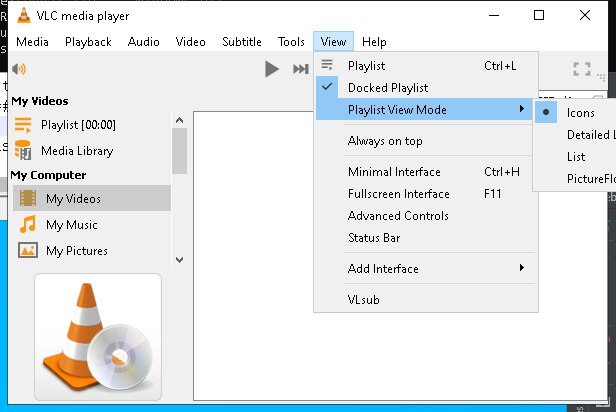 VLC media player
Media Playback Audio Video Subtitle Tools View Help
Playlist Ctrl+L
Docked Playlist
Playlist View Mode
Always on top
Minimal Interface Ctrl+H
Fullscreen Interface F11
Advanced Controls
Status Bar
Add Interface
VLsub
Icons
Detailed L
List
PictureFlo
My Videos
Playlist [00:00]
Media Library
My Computer
My Videos
My Music
My Pictures